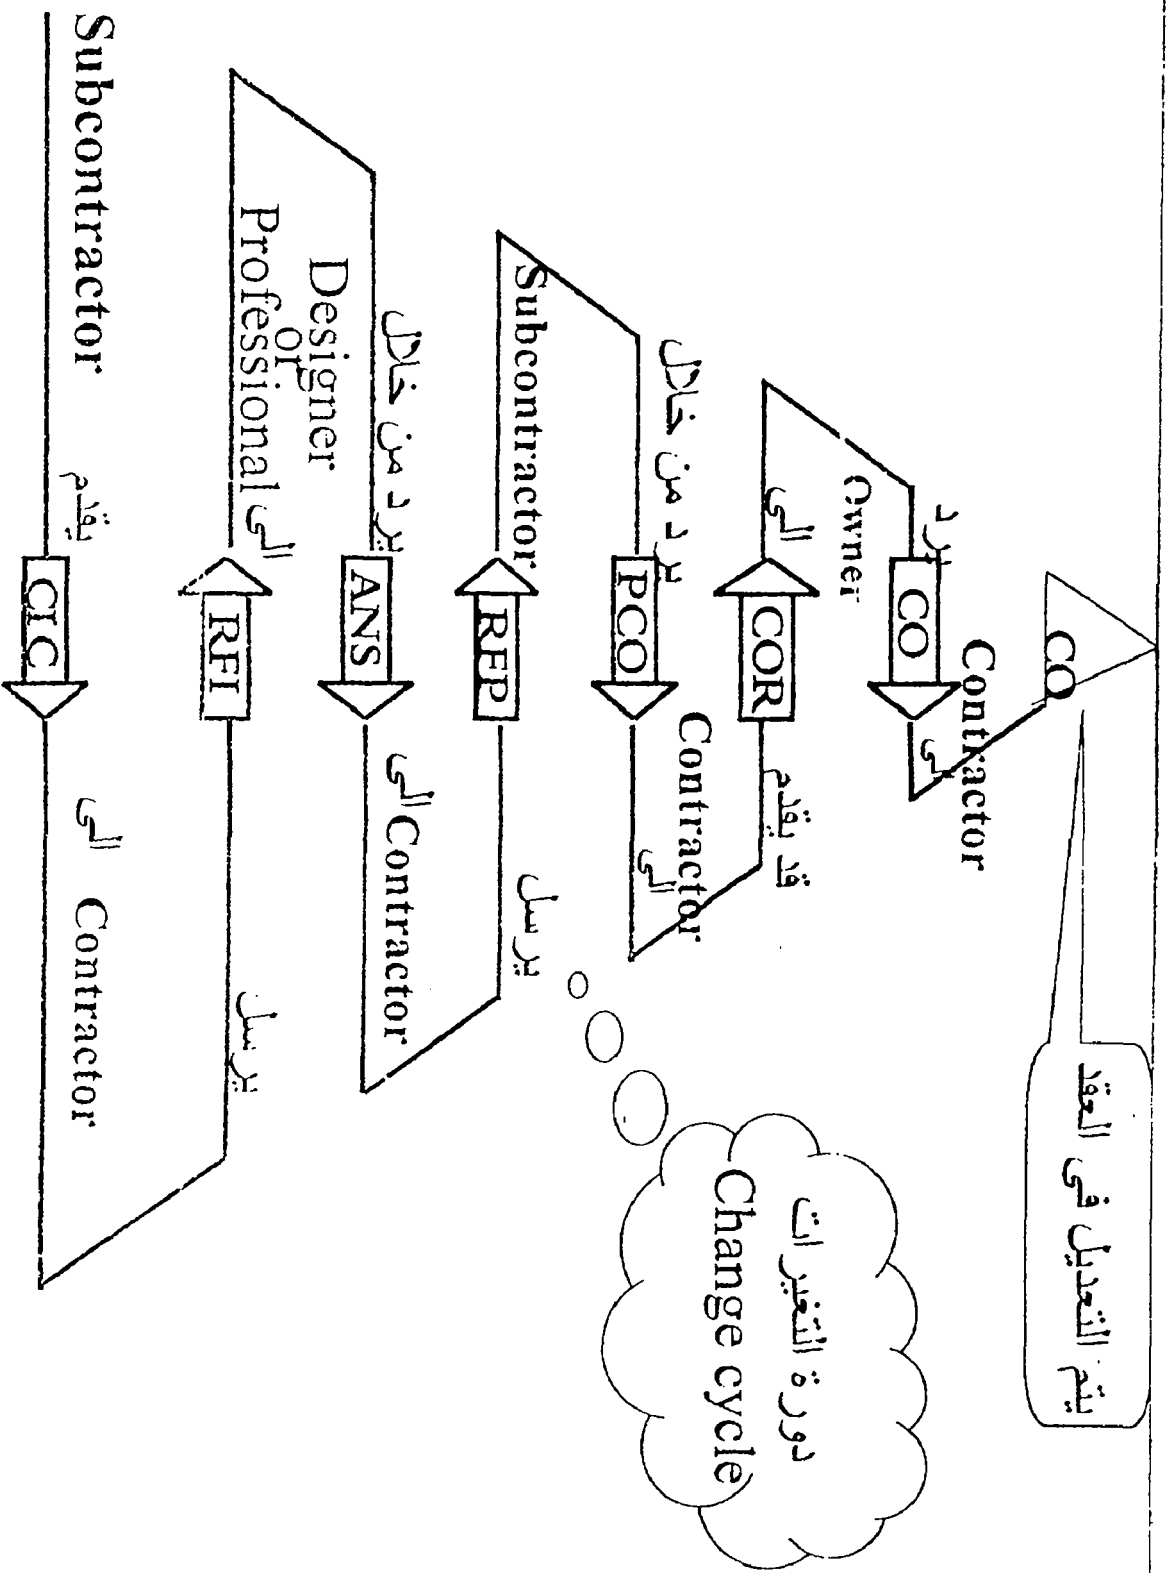 يتم التعديل فى العقد
CO
Contractor
يرد
CO
Owner
دورة التغيرات
Change cycle
الى
COR
قد يقدم
Contractor
يرد من خلال
PCO
الى
Subcontractor
RFP
يرسل
يرد من خلال
ANS
الى Contractor
Designer
or
Professional الى
RFI
يرسل
Subcontractor
يقدم
CLC
الى
Contractor